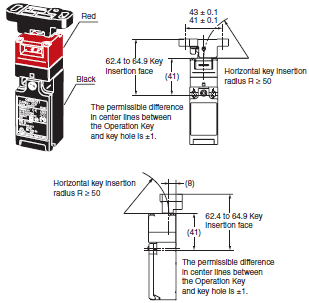 Red
Black
43 ± 0.1
41 ± 0.1
62.4 to 64.9 Key
insertion face
(41)
Horizontal key insertion
radius R ≥ 50
The permissible difference
in center lines between
the Operation Key
and key hole is ±1.
Horizontal key insertion
radius R ≥ 50
(8)
62.4 to 64.9 Key
insertion face
(41)
The permissible difference
in center lines between
the Operation Key
and key hole is ±1.